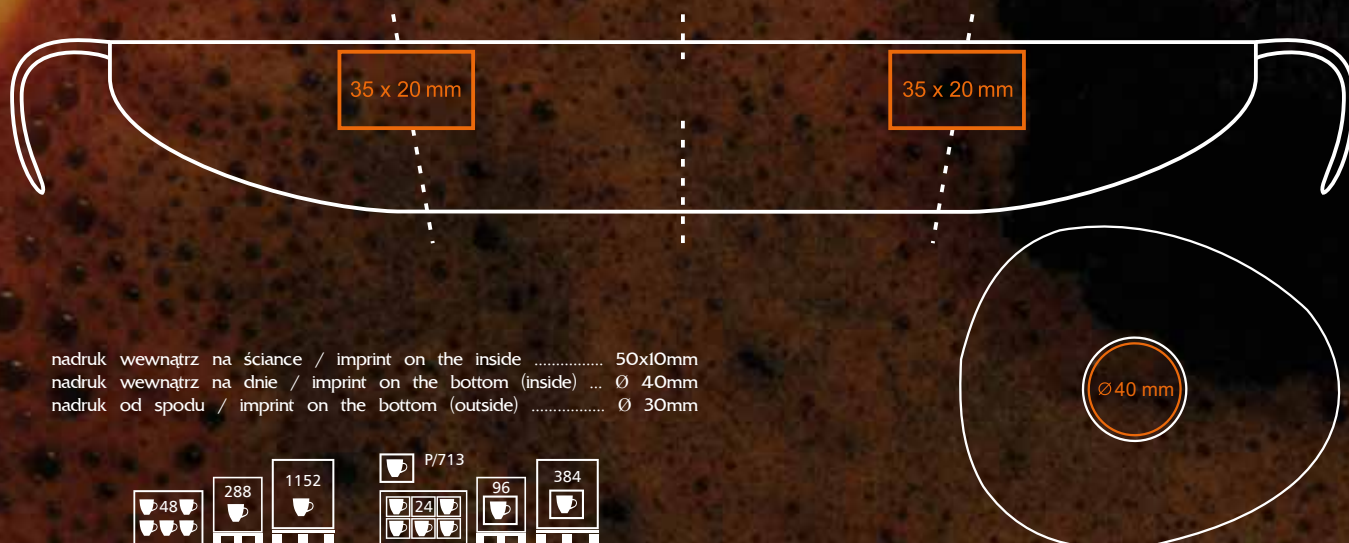 35 x 20 mm
35 x 20 mm
nadruk wewnątrz na ściance / imprint on the inside ............... 50x10mm
nadruk wewnątrz na dnie / imprint on the bottom (inside) ... Ø 40mm
nadruk od spodu / imprint on the bottom (outside) ................ Ø 30mm
Ø40 mm
48
288
1152
P/713
24
96
384